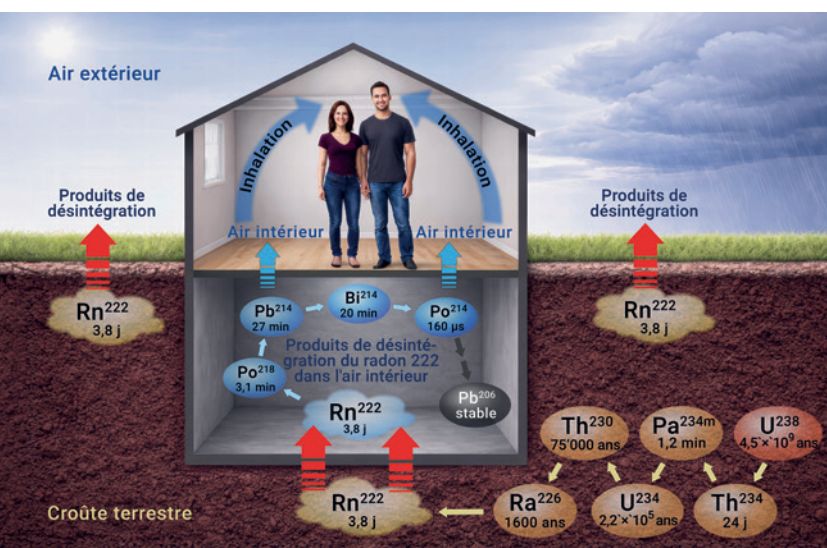 Air extérieur
Inhalation
Inhalation
Produits de
désintégration
Produits de
désintégration
Air intérieur
Air intérieur
Rn²²²
3,8 j
Rn²²²
3,8 j
Pb²¹⁴
27 min
Bi²¹⁴
20 min
Po²¹⁴
160 µs
Produits de désinté-
gration du radon 222
dans l'air intérieur
Po²¹⁸
3,1 min
Pb²⁰⁶
stable
Rn²²²
3,8 j
Th²³⁰
75'000 ans
Pa²³⁴ᵐ
1,2 min
U²³⁸
4,5`×`10⁹ ans
Croûte terrestre
Rn²²²
3,8 j
Ra²²⁶
1600 ans
U²³⁴
2,2`×`10⁵ ans
Th²³⁴
24 j